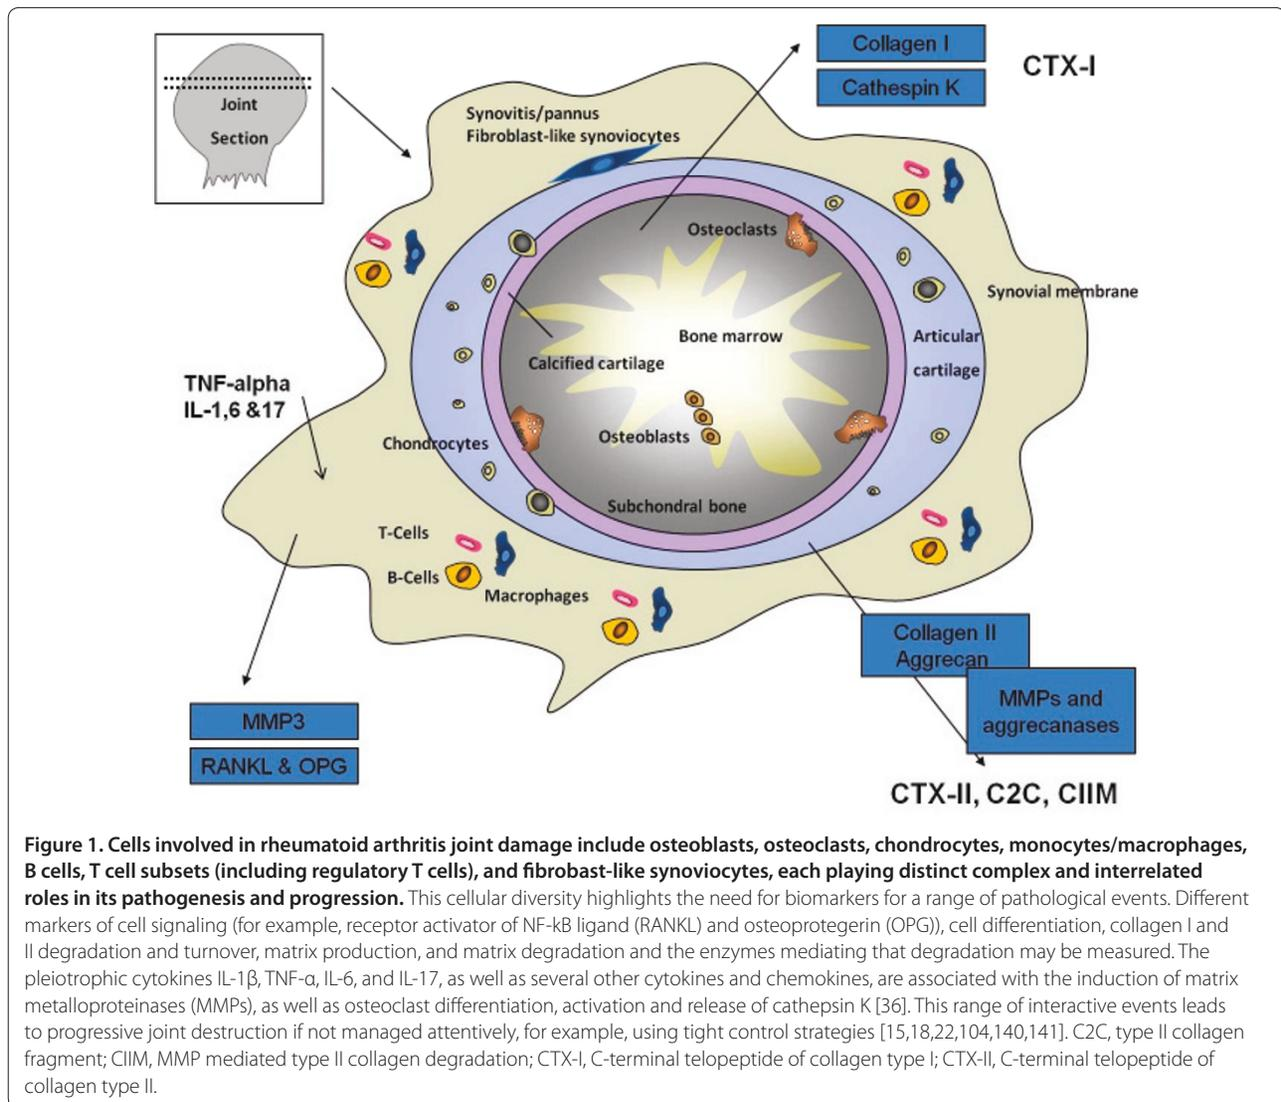 Collagen I
CTX-I
Cathespin K
Joint
Section
Synovitis/pannus
Fibroblast-like synoviocytes
Osteoclasts
Synovial membrane
Bone marrow
Articular
cartilage
Calcified cartilage
TNF-alpha
IL-1,6 &17
Chondrocytes
Osteoblasts
Subchondral bone
T-Cells
B-Cells
Macrophages
Collagen II
Aggrecan
MMPs and
aggrecanases
MMP3
RANKL & OPG
CTX-II, C2C, CIIM
Figure 1. Cells involved in rheumatoid arthritis joint damage include osteoblasts, osteoclasts, chondrocytes, monocytes/macrophages,
B cells, T cell subsets (including regulatory T cells), and fibrobast-like synoviocytes, each playing distinct complex and interrelated
roles in its pathogenesis and progression. This cellular diversity highlights the need for biomarkers for a range of pathological events. Different
markers of cell signaling (for example, receptor activator of NF-kB ligand (RANKL) and osteoprotegerin (OPG)), cell differentiation, collagen I and
II degradation and turnover, matrix production, and matrix degradation and the enzymes mediating that degradation may be measured. The
pleiotrophic cytokines IL-1β, TNF-α, IL-6, and IL-17, as well as several other cytokines and chemokines, are associated with the induction of matrix
metalloproteinases (MMPs), as well as osteoclast differentiation, activation and release of cathepsin K [36]. This range of interactive events leads
to progressive joint destruction if not managed attentively, for example, using tight control strategies [15,18,22,104,140,141]. C2C, type II collagen
fragment; CIIM, MMP mediated type II collagen degradation; CTX-I, C-terminal telopeptide of collagen type I; CTX-II, C-terminal telopeptide of
collagen type II.